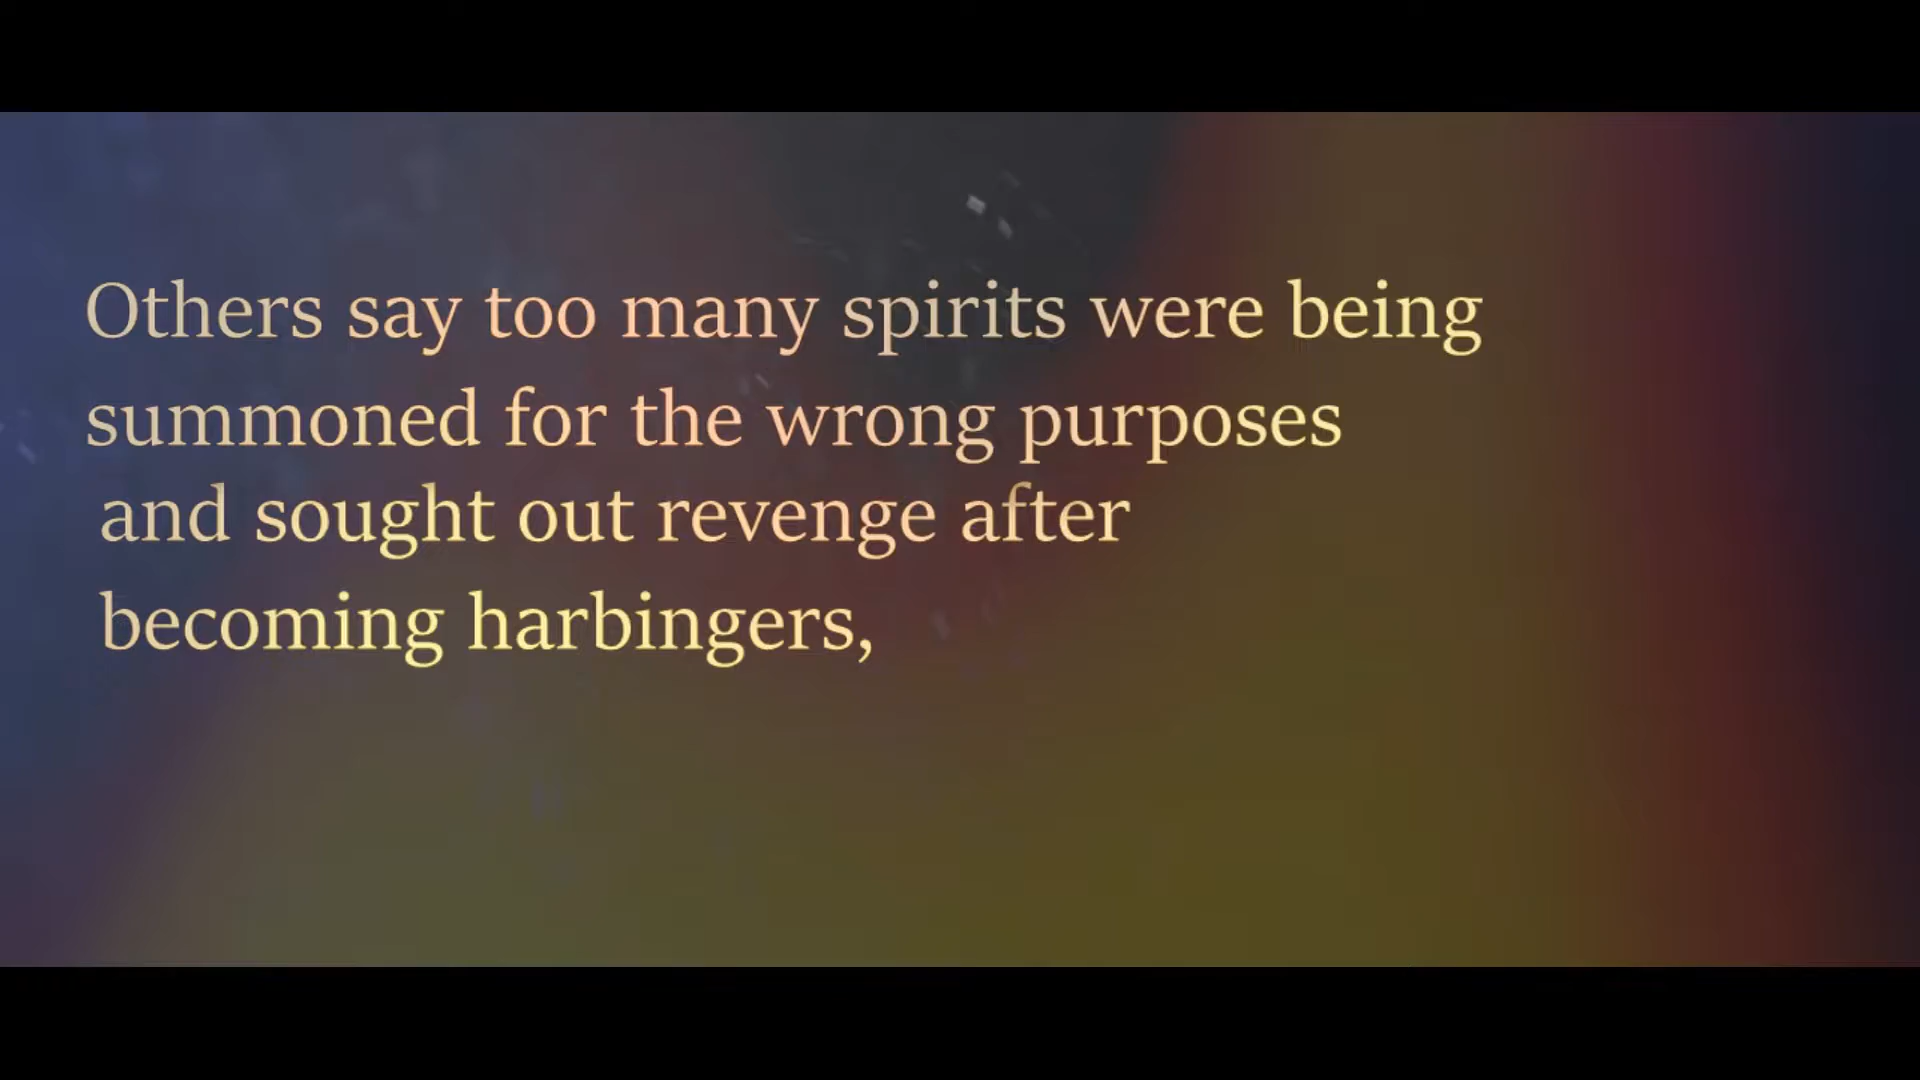 Others say too many spirits were being
summoned for the wrong purposes
and sought out revenge after
becoming harbingers,